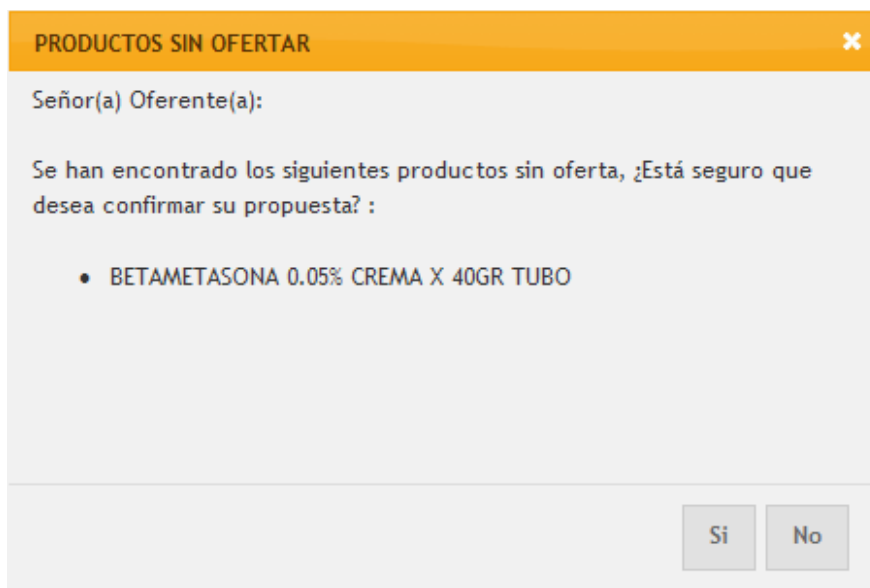 PRODUCTOS SIN OFERTAR
Señor(a) Oferente(a):
Se han encontrado los siguientes productos sin oferta, ¿Está seguro que
desea confirmar su propuesta? :
• BETAMETASONA 0.05% CREMA X 40GR TUBO
Si No